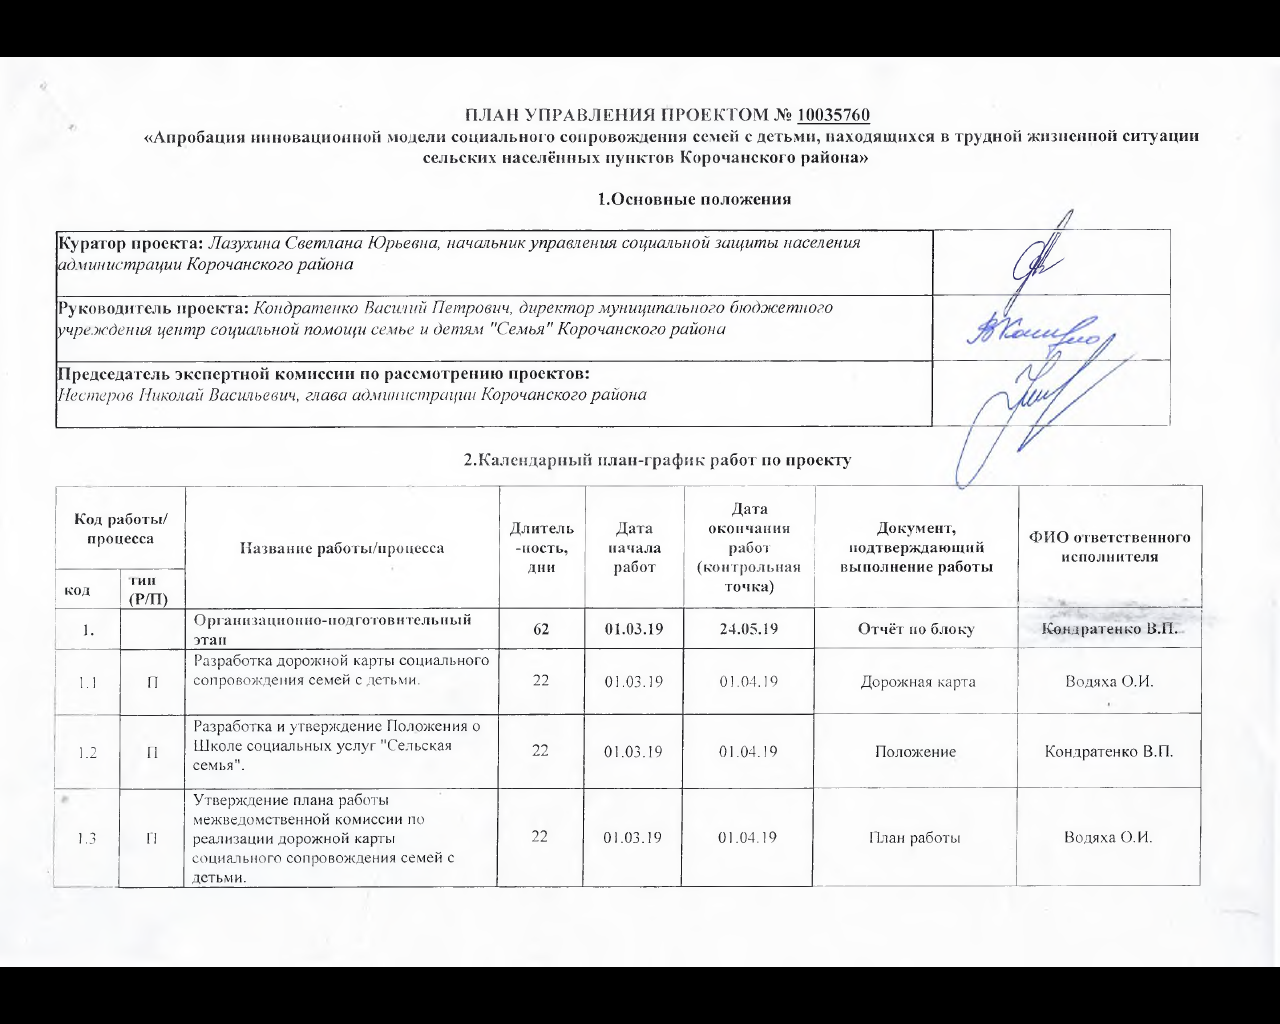 ПЛАН УПРАВЛЕНИЯ ПРОЕКТОМ № 10035760
«Апробация инновационной модели социального сопровождения семей с детьми, находящихся в трудной жизненной ситуации
сельских населённых пунктов Корочанского района»
1.Основные положения
Куратор проекта: Лазухина Светлана Юрьевна, начальник управления социальной защиты населения
администрации Корочанского района
Руководитель проекта: Кондратенко Василий Петрович, директор муниципального бюджетного
учреждения центр социальной помощи семье и детям "Семья" Корочанского района
Председатель экспертной комиссии по рассмотрению проектов:
Нестеров Николай Васильевич, глава администрации Корочанского района
2.Календарный план-график работ по проекту
Код работы/
процесса
код
тип
(Р/П)
Название работы/процесса
Длитель
-ность,
дни
Дата
начала
работ
Дата
окончания
работ
(контрольная
точка)
Документ,
подтверждающий
выполнение работы
ФИО ответственного
исполнителя
1.
Организационно-подготовительный
этап
62
01.03.19
24.05.19
Отчёт по блоку
Кондратенко В.П.
1.1
П
Разработка дорожной карты социального
сопровождения семей с детьми.
22
01.03.19
01.04.19
Дорожная карта
Водяха О.И.
1.2
П
Разработка и утверждение Положения о
Школе социальных услуг "Сельская
семья".
22
01.03.19
01.04.19
Положение
Кондратенко В.П.
1.3
П
Утверждение плана работы
межведомственной комиссии по
реализации дорожной карты
социального сопровождения семей с
детьми.
22
01.03.19
01.04.19
План работы
Водяха О.И.